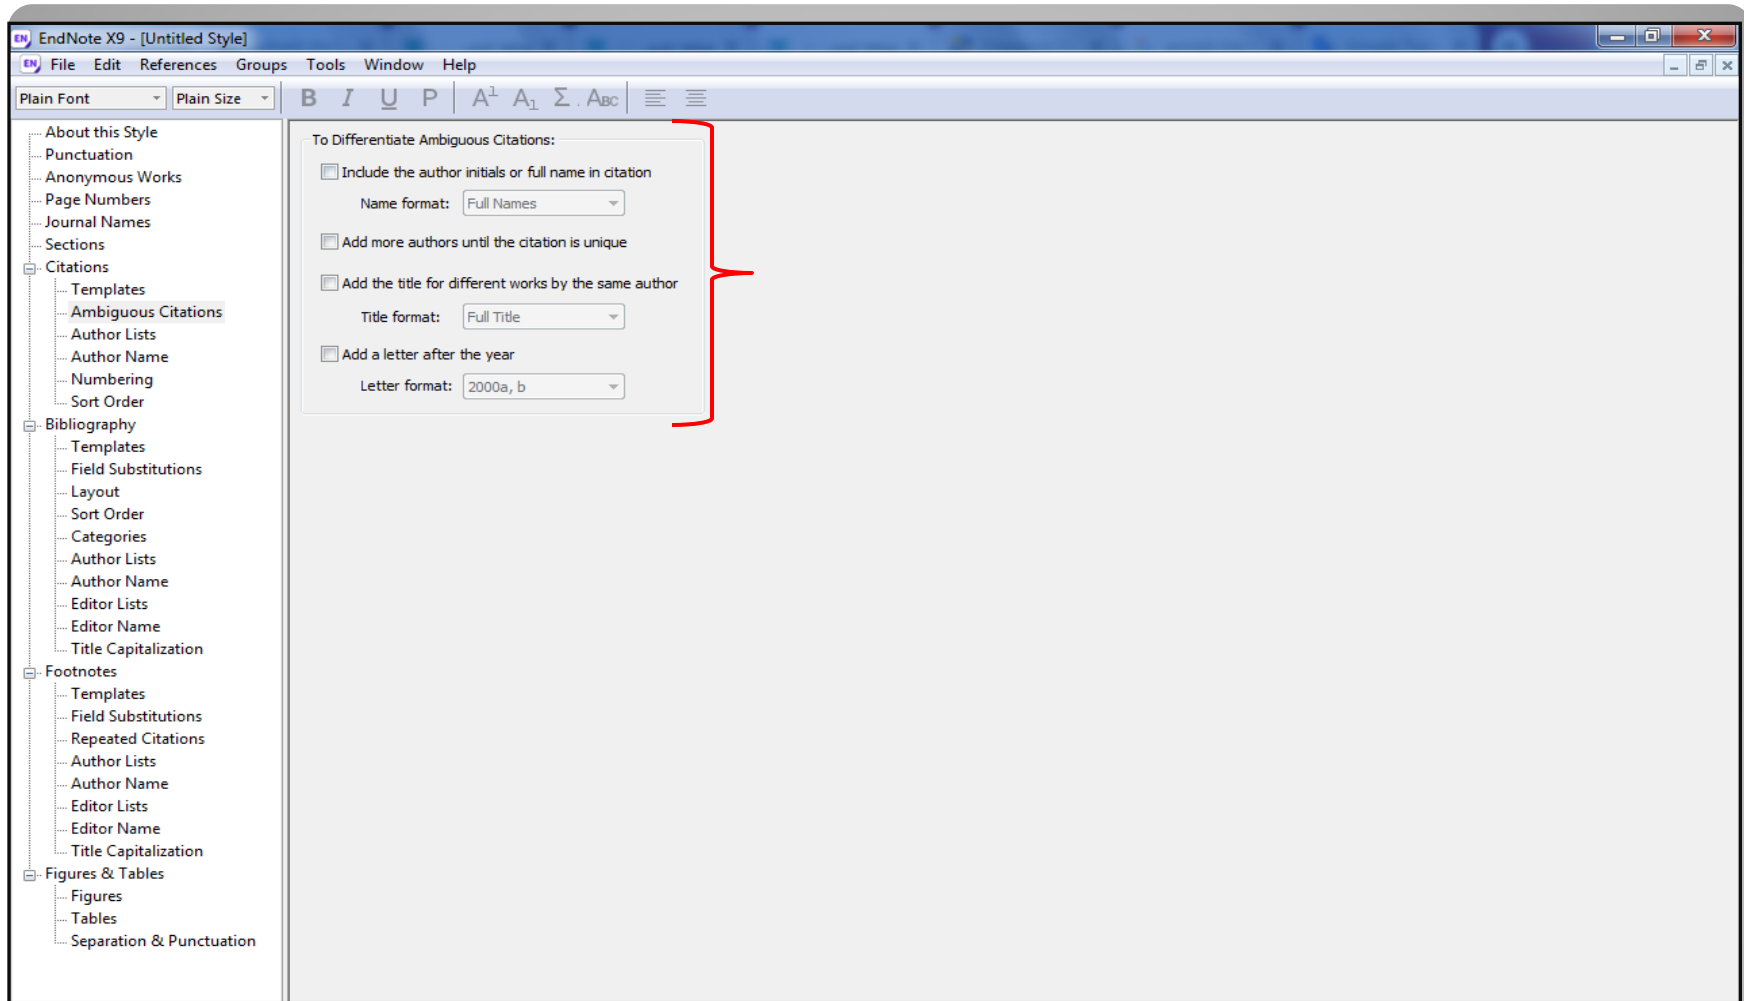 EndNote X9 - [Untitled Style]
File Edit References Groups Tools Window Help
Plain Font Plain Size B I U P A1 A1 Σ ABC
About this Style
Punctuation
Anonymous Works
Page Numbers
Journal Names
Sections
Citations
Templates
Ambiguous Citations
Author Lists
Author Name
Numbering
Sort Order
Bibliography
Templates
Field Substitutions
Layout
Sort Order
Categories
Author Lists
Author Name
Editor Lists
Editor Name
Title Capitalization
Footnotes
Templates
Field Substitutions
Repeated Citations
Author Lists
Author Name
Editor Lists
Editor Name
Title Capitalization
Figures & Tables
Figures
Tables
Separation & Punctuation
To Differentiate Ambiguous Citations:
Include the author initials or full name in citation
Name format: Full Names
Add more authors until the citation is unique
Add the title for different works by the same author
Title format: Full Title
Add a letter after the year
Letter format: 2000a, b